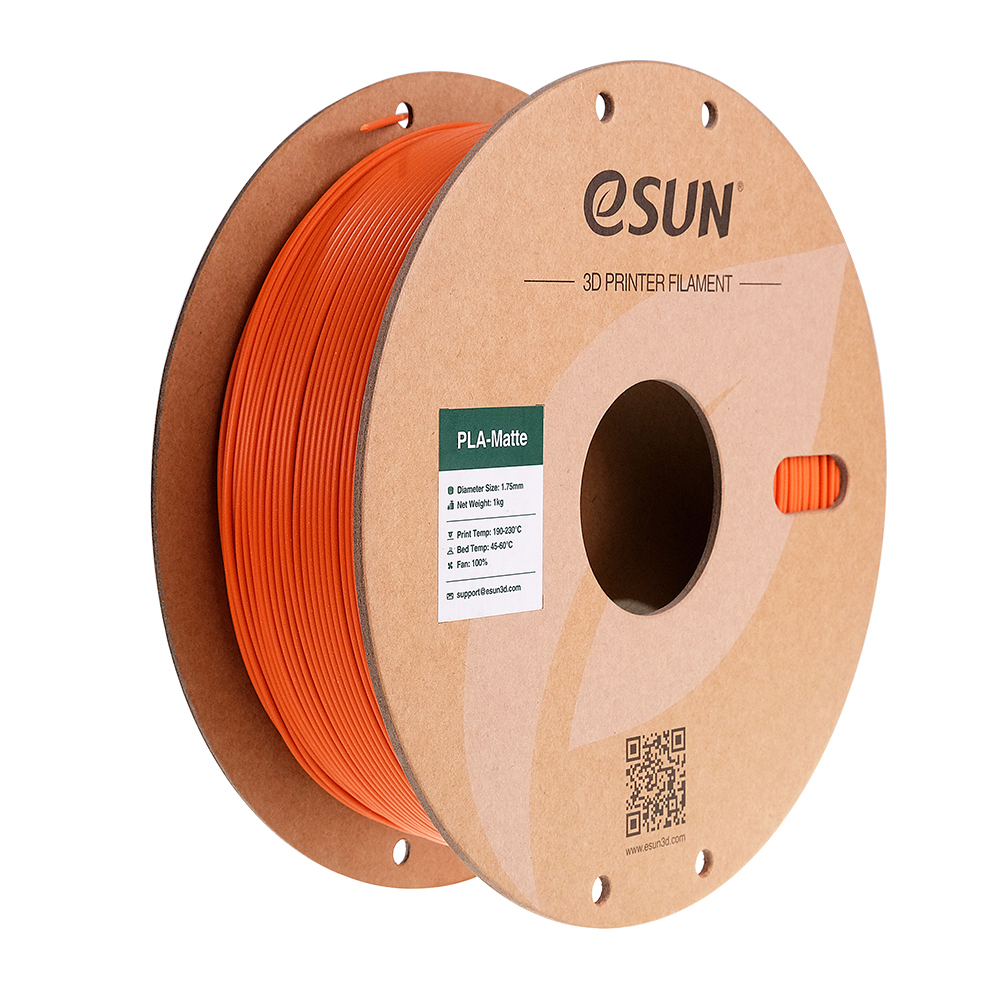 eSUN®
3D PRINTER FILAMENT
PLA-Matte
Diameter Size: 1.75mm
Net Weight: 1kg
Print Temp: 190-230°C
Bed Temp: 45-60°C
Fan: 100%
support@esun3d.com
www.esun3d.com